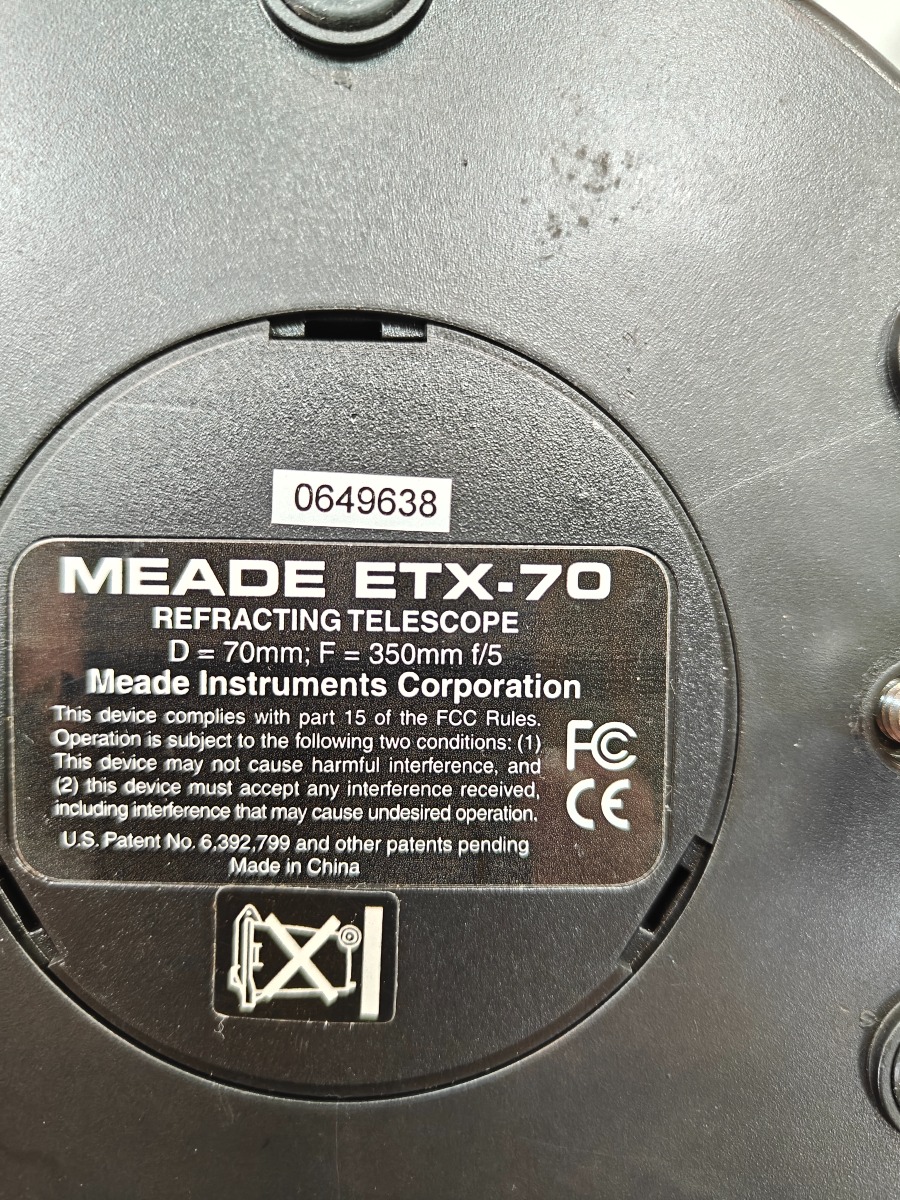 0649638
MEADE ETX-70
REFRACTING TELESCOPE
D = 70mm; F = 350mm f/5
Meade Instruments Corporation
This device complies with part 15 of the FCC Rules.
Operation is subject to the following two conditions: (1)
This device may not cause harmful interference, and
(2) this device must accept any interference received,
including interference that may cause undesired operation.
FC
CE
U.S. Patent No. 6,392,799 and other patents pending
Made in China